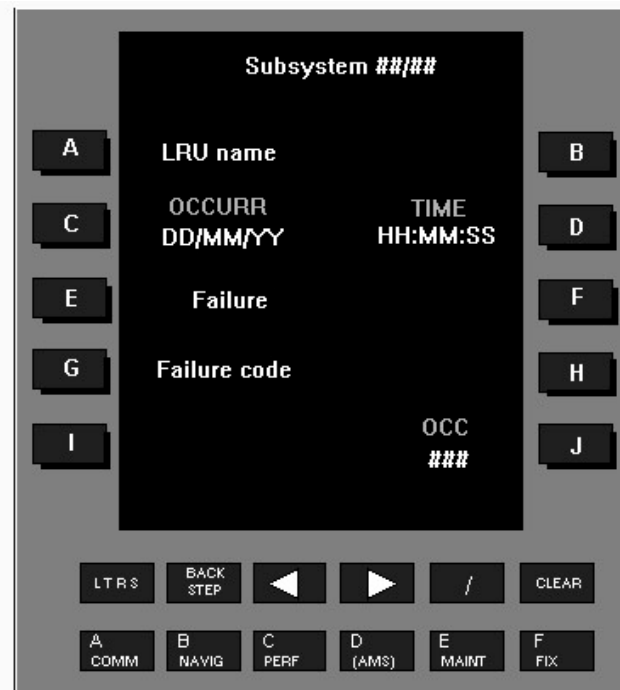 Subsystem ##/##
A LRU name B
OCCURR TIME
C DD/MM/YY HH:MM:SS D
E Failure F
G Failure code H
OCC
I ### J
LTRS BACK STEP / CLEAR
A COMM B NAVIG C PERF D (AMS) E MAINT F FIX